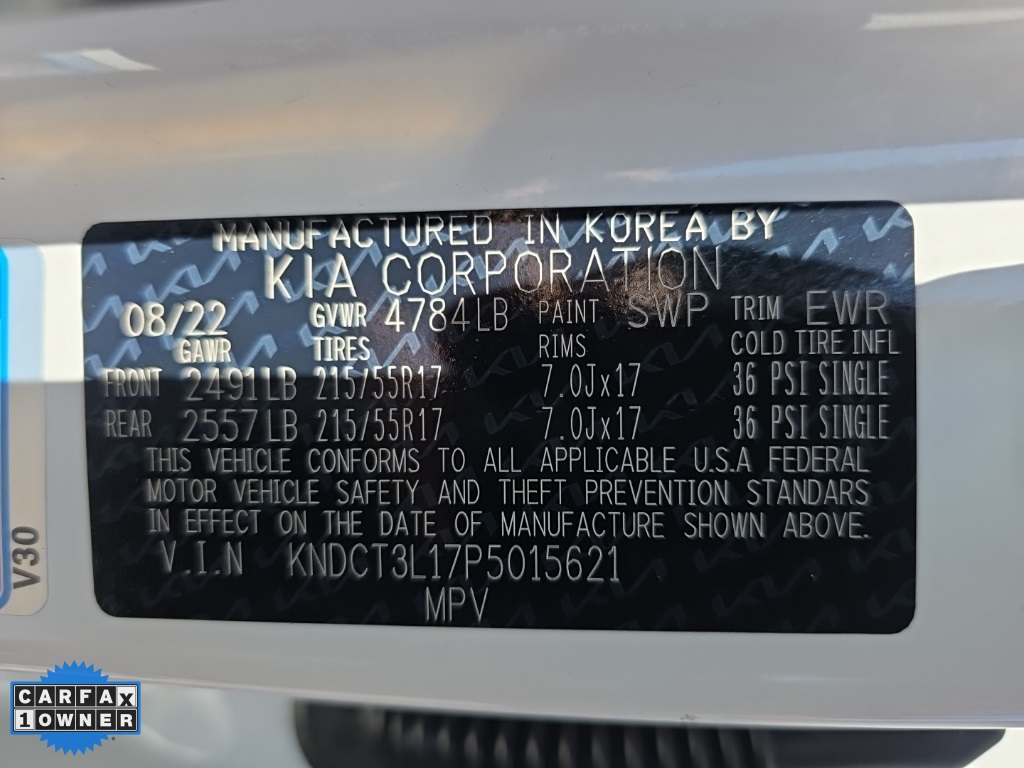 MANUFACTURED IN KOREA BY
KIA CORPORATION
08/22 GVWR 4784LB PAINT SWP TRIM EWR
GAWR TIRES RIMS COLD TIRE INFL
FRONT 2491LB 215/55R17 7.0Jx17 36 PSI SINGLE
REAR 2557LB 215/55R17 7.0Jx17 36 PSI SINGLE
THIS VEHICLE CONFORMS TO ALL APPLICABLE U.S.A FEDERAL
MOTOR VEHICLE SAFETY AND THEFT PREVENTION STANDARDS
IN EFFECT ON THE DATE OF MANUFACTURE SHOWN ABOVE.
V.I.N KNDCT3L17P5015621
MPV
V30
CARFAX
1 OWNER